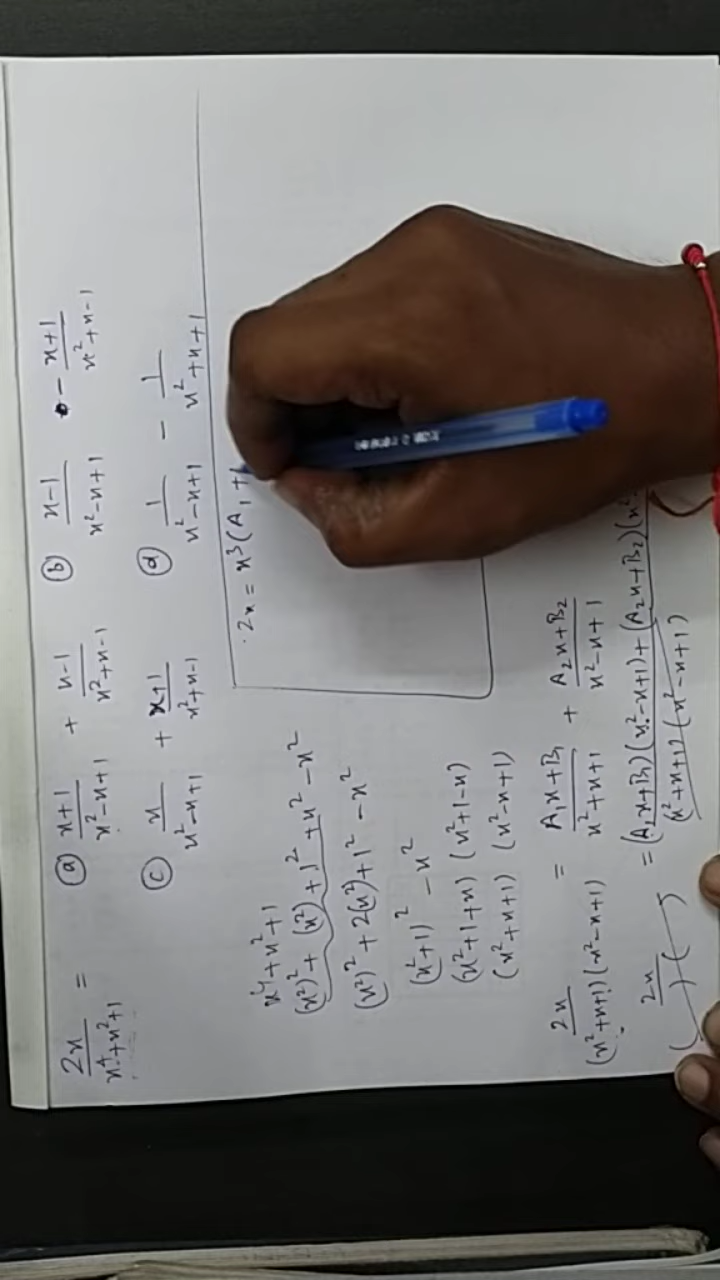 2x/(x⁴+x²+1) =
(a) (x+1)/(x²-x+1) + (x-1)/(x²+x-1)
(b) (x-1)/(x²-x+1) - (x+1)/(x²+x-1)
(c) x/(x²-x+1) + (x+1)/(x²+x-1)
(d) 1/(x²-x+1) - 1/(x²+x+1)
x⁴+x²+1
(x²)²+(x²)+1²+x²-x²
(x²)²+2(x²)+1²-x²
(x²+1)²-x²
(x²+1+x)(x²+1-x)
(x²+x+1)(x²-x+1)
2x/((x²+x+1)(x²-x+1)) = (A₁x+B₁)/(x²+x+1) + (A₂x+B₂)/(x²-x+1)
2x/( )( ) = ((A₁x+B₁)(x²-x+1)+(A₂x+B₂)(x²/((x²+x+1)(x²-x+1))
2x = x³(A₁+